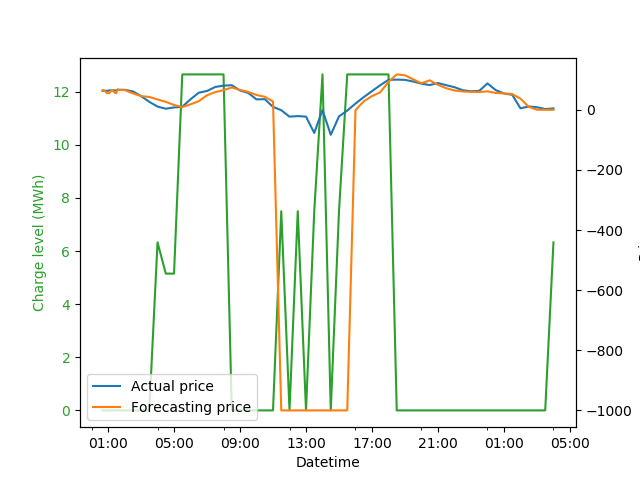 12
10
8
6
4
2
0
Charge level (MWh)
0
−200
−400
−600
−800
−1000
Actual price
Forecasting price
01:00 05:00 09:00 13:00 17:00 21:00 01:00 05:00
Datetime